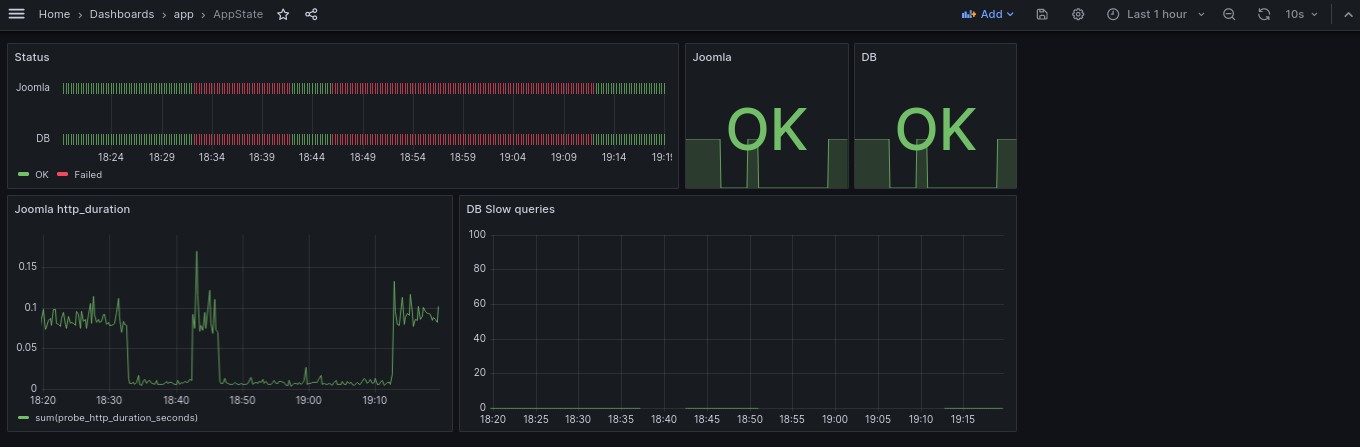 Home > Dashboards > app > AppState
Add
Last 1 hour
10s
Status
Joomla
DB
18:24 18:29 18:34 18:39 18:44 18:49 18:54 18:59 19:04 19:09 19:14
OK Failed
Joomla
OK
DB
OK
Joomla http_duration
0.15
0.1
0.05
0
18:20 18:30 18:40 18:50 19:00 19:10
sum(probe_http_duration_seconds)
DB Slow queries
100
80
60
40
20
0
18:20 18:25 18:30 18:35 18:40 18:45 18:50 18:55 19:00 19:05 19:10 19:15